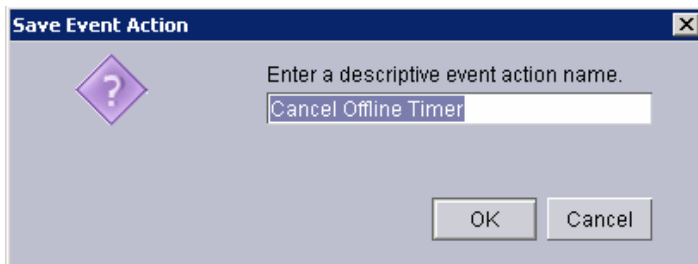 Save Event Action
Enter a descriptive event action name.
Cancel Offline Timer
OK Cancel